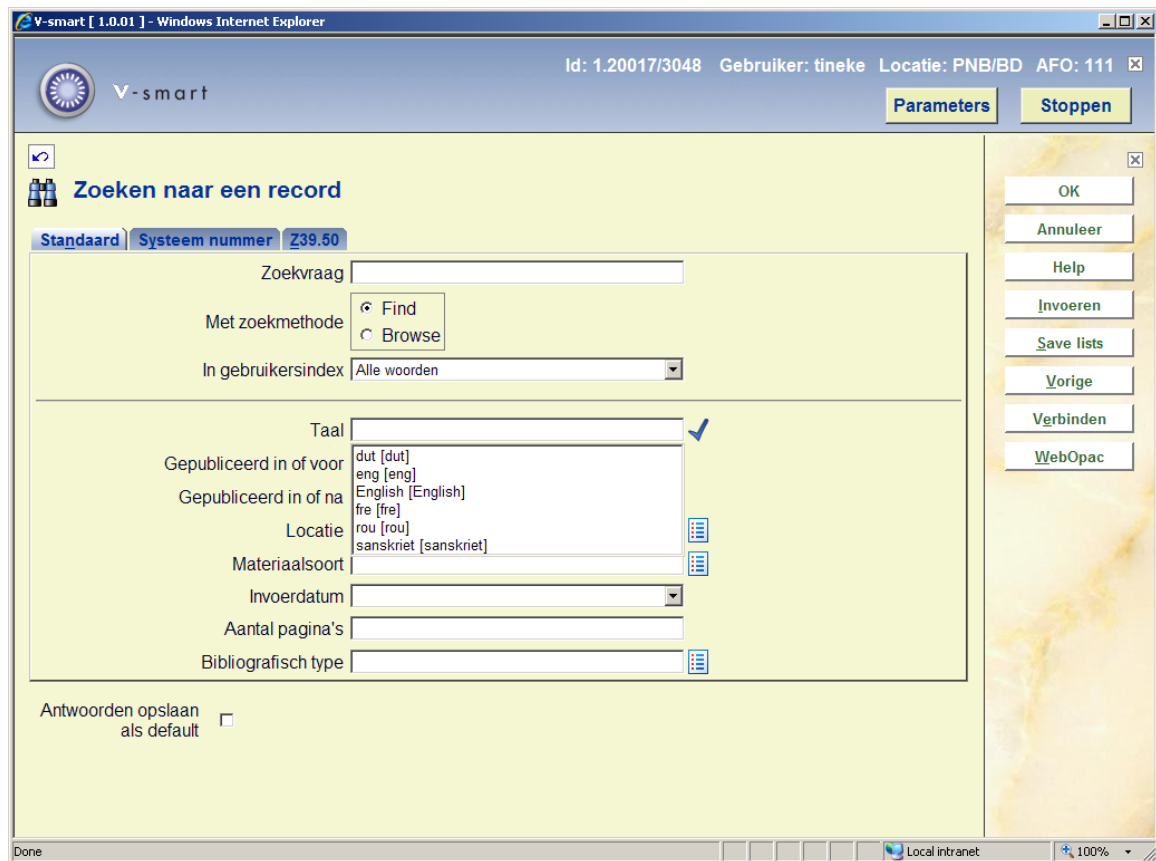 V-smart [ 1.0.01 ] - Windows Internet Explorer
Id: 1.20017/3048 Gebruiker: tineke Locatie: PNB/BD AFO: 111
V-smart
Parameters Stoppen
Zoeken naar een record
Standaard Systeem nummer Z39.50
Zoekvraag
Met zoekmethode
Find
Browse
In gebruikersindex Alle woorden
Taal
Gepubliceerd in of voor
Gepubliceerd in of na
Locatie
dut [dut]
eng [eng]
English [English]
fre [fre]
rou [rou]
sanskriet [sanskriet]
Materiaalsoort
Invoerdatum
Aantal pagina's
Bibliografisch type
Antwoorden opslaan
als default
OK
Annuleer
Help
Invoeren
Save lists
Vorige
Verbinden
WebOpac
Done Local intranet 100%